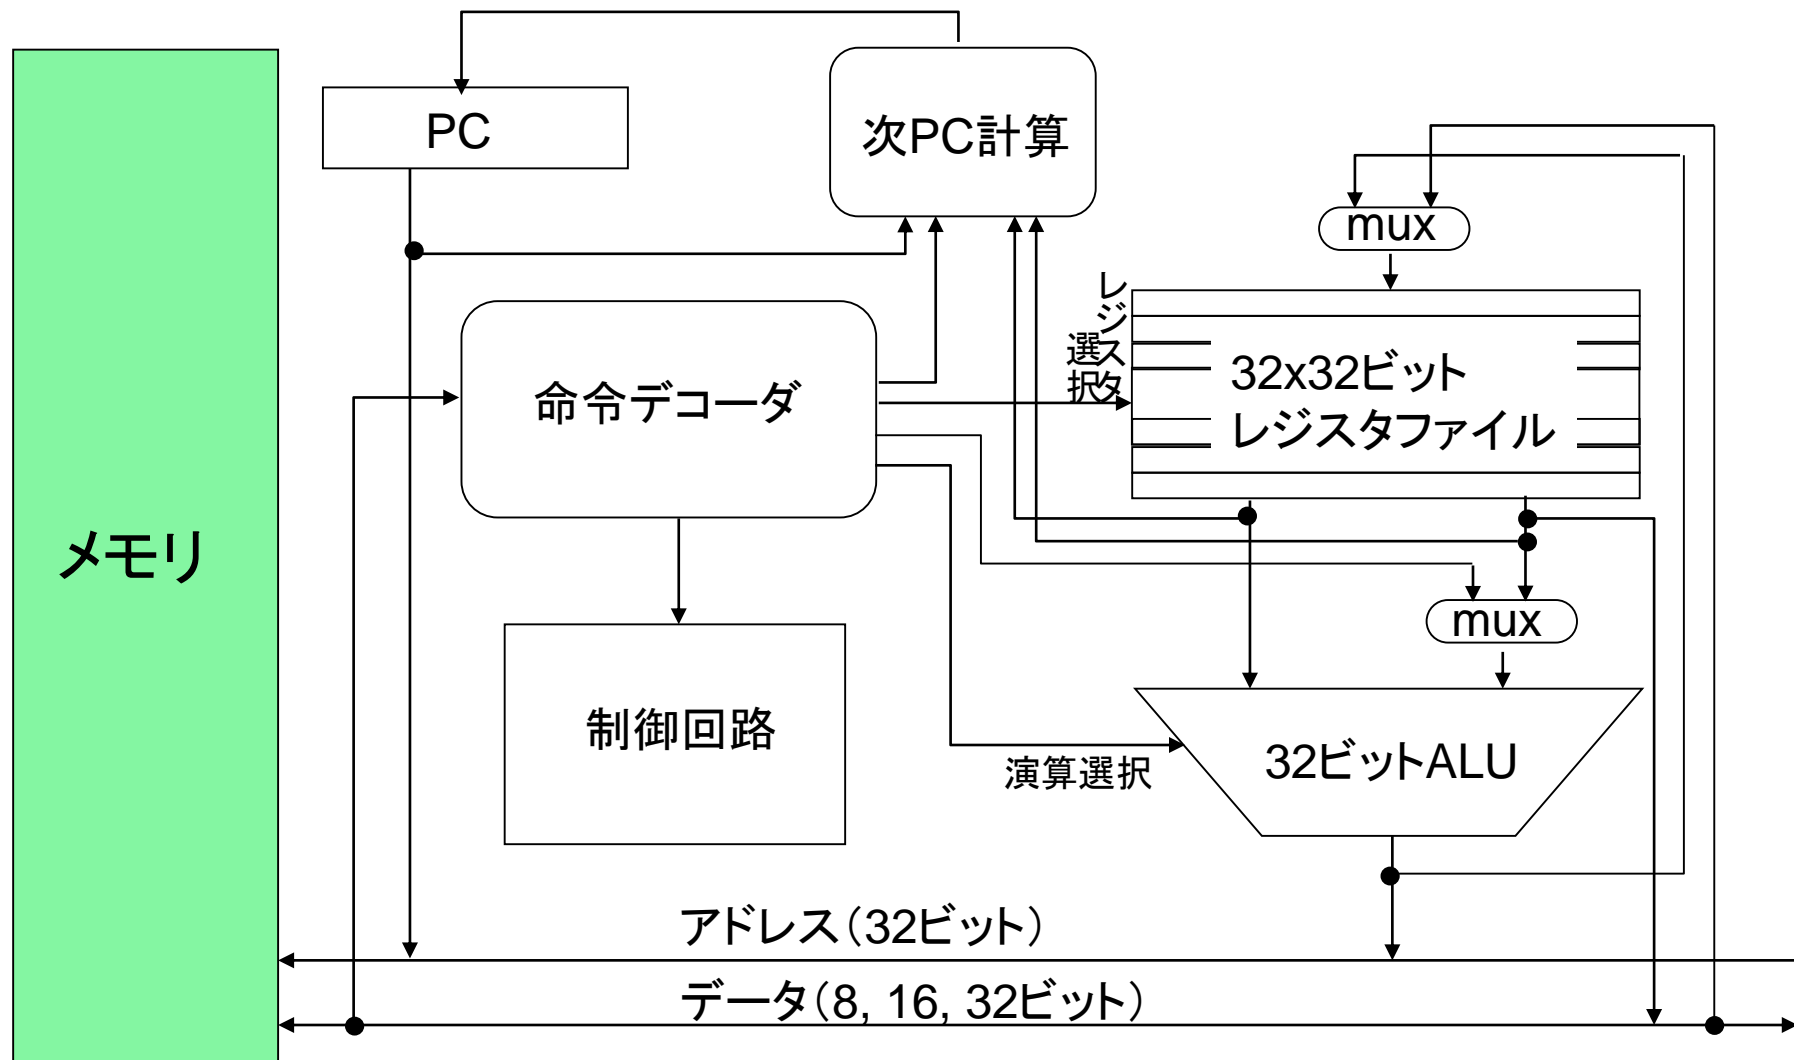 PC
次PC計算
mux
レジスタ
選択
命令デコーダ
32x32ビット
レジスタファイル
メモリ
mux
制御回路
32ビットALU
演算選択
アドレス（32ビット）
データ（8, 16, 32ビット）